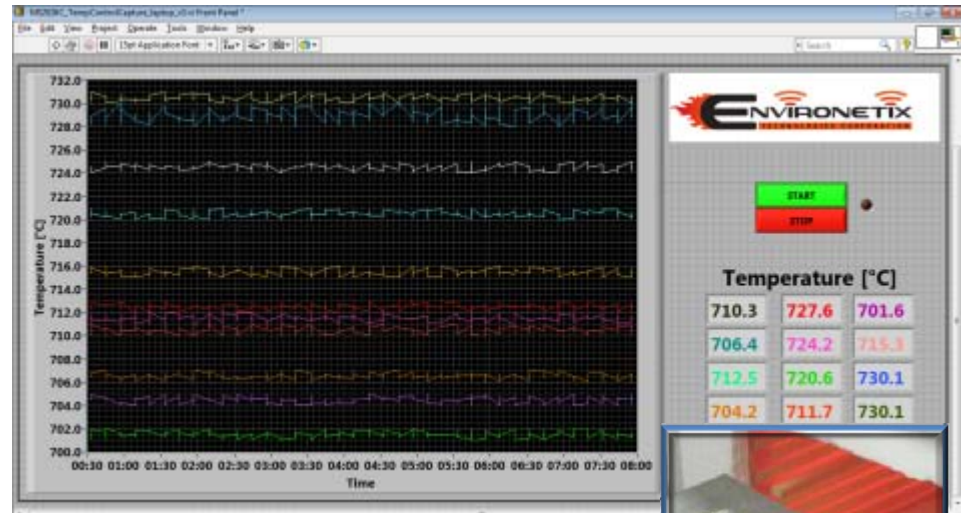 File Edit View Project Operate Tools Window Help
15pt Application Font
Search
732.0
730.0
728.0
726.0
724.0
722.0
720.0
718.0
716.0
714.0
712.0
710.0
708.0
706.0
704.0
702.0
700.0
Temperature [°C]
00:30 01:00 01:30 02:00 02:30 03:00 03:30 04:00 04:30 05:00 05:30 06:00 06:30 07:00 07:30 08:00
Time
ENVIRONETIX
TECHNOLOGIES CORPORATION
START
STOP
Temperature [°C]
710.3 727.6 701.6
706.4 724.2 715.3
712.5 720.6 730.1
704.2 711.7 730.1